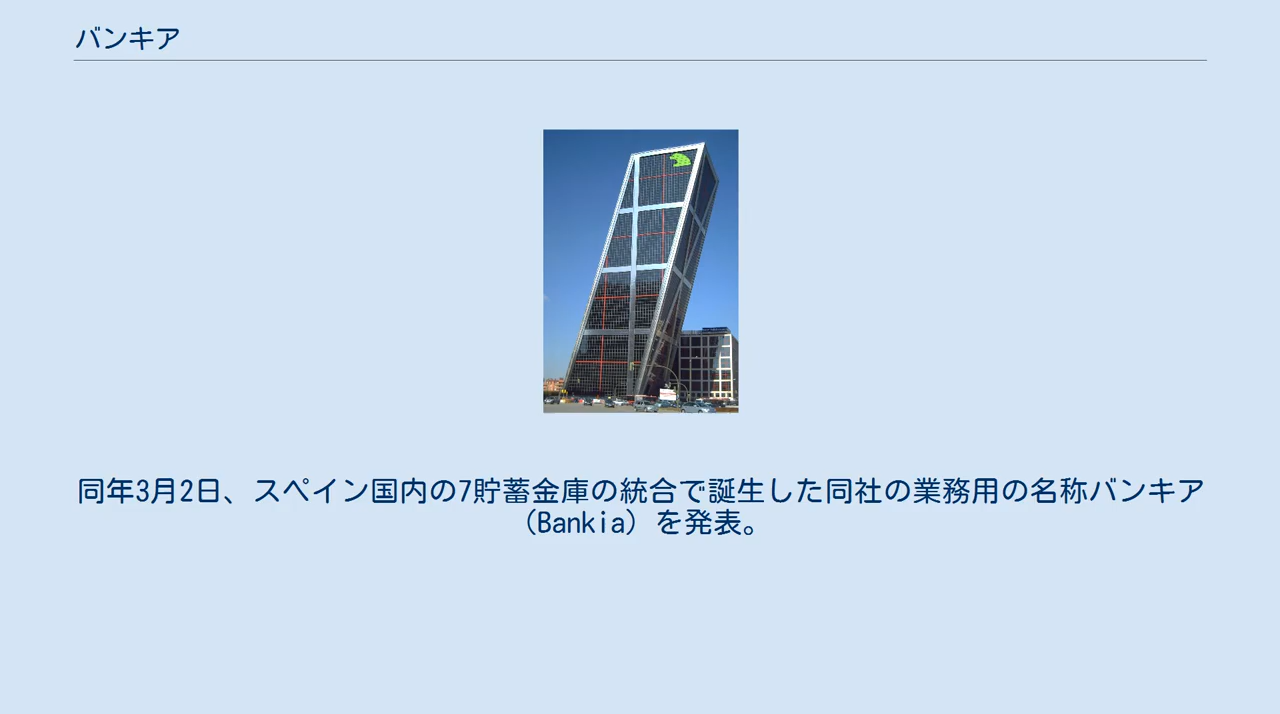 バンキア
同年3月2日、スペイン国内の7貯蓄金庫の統合で誕生した同社の業務用の名称バンキア
（Bankia）を発表。